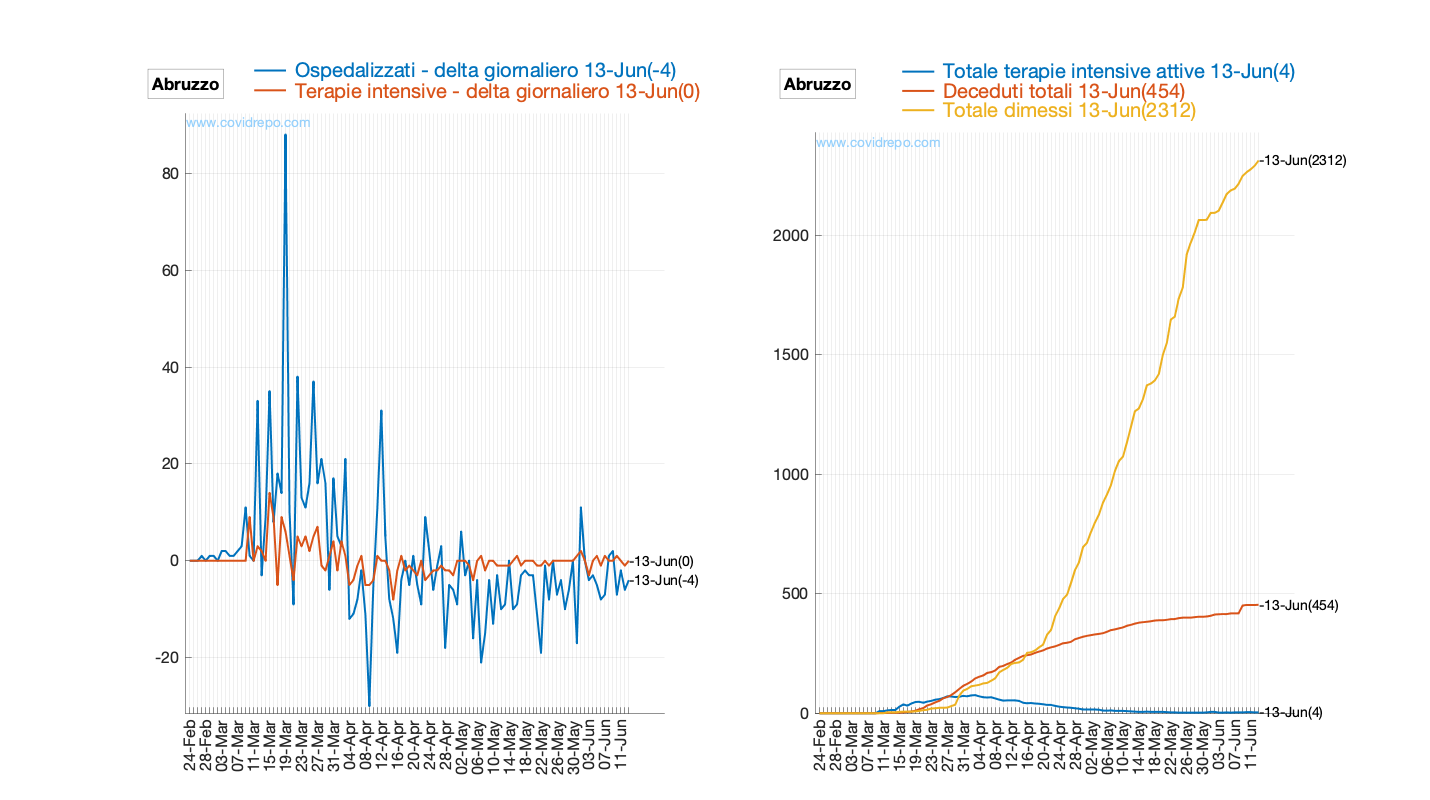 Abruzzo
Ospedalizzati - delta giornaliero 13-Jun(-4)
Terapie intensive - delta giornaliero 13-Jun(0)
www.covidrepo.com
80
60
40
20
0
-20
-13-Jun(0)
-13-Jun(-4)
24-Feb
28-Feb
03-Mar
07-Mar
11-Mar
15-Mar
19-Mar
23-Mar
27-Mar
31-Mar
04-Apr
08-Apr
12-Apr
16-Apr
20-Apr
24-Apr
28-Apr
02-May
06-May
10-May
14-May
18-May
22-May
26-May
30-May
03-Jun
07-Jun
11-Jun
Abruzzo
Totale terapie intensive attive 13-Jun(4)
Deceduti totali 13-Jun(454)
Totale dimessi 13-Jun(2312)
www.covidrepo.com
2000
1500
1000
500
0
-13-Jun(2312)
-13-Jun(454)
-13-Jun(4)
24-Feb
28-Feb
03-Mar
07-Mar
11-Mar
15-Mar
19-Mar
23-Mar
27-Mar
31-Mar
04-Apr
08-Apr
12-Apr
16-Apr
20-Apr
24-Apr
28-Apr
02-May
06-May
10-May
14-May
18-May
22-May
26-May
30-May
03-Jun
07-Jun
11-Jun